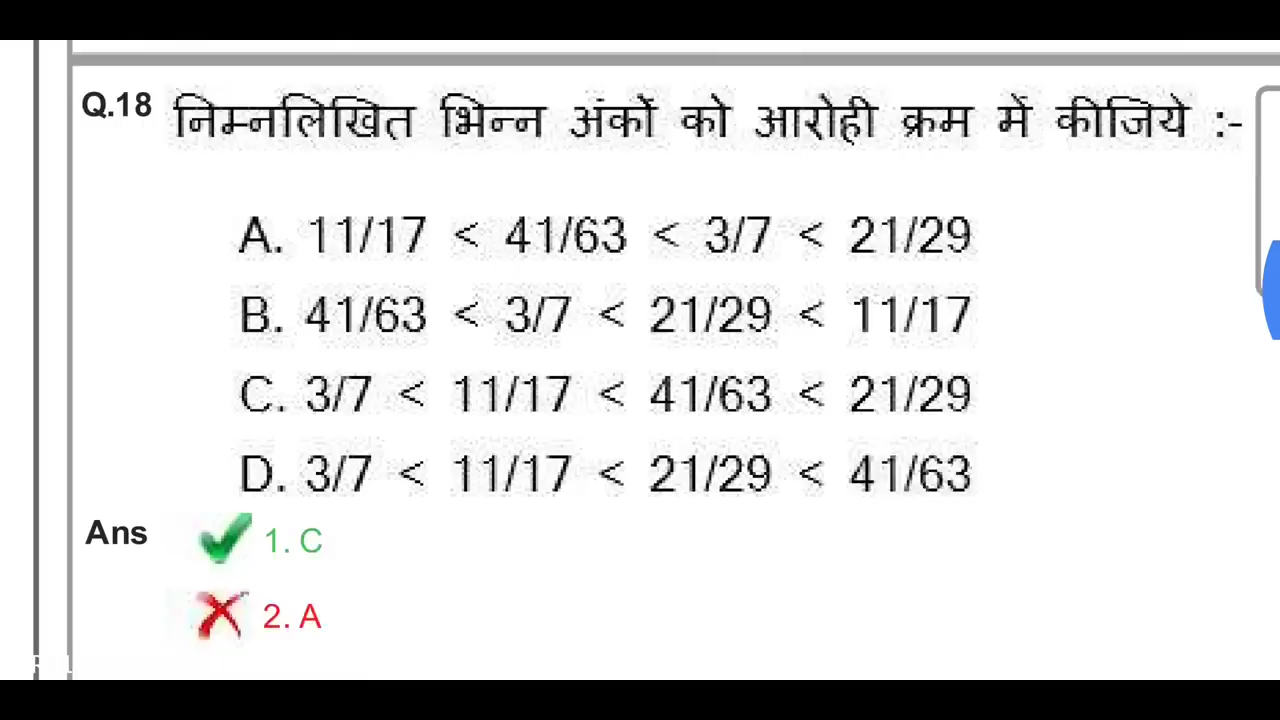 Q.18 निम्नलिखित भिन्न अंकों को आरोही क्रम में कीजिये :-
A. 11/17 < 41/63 < 3/7 < 21/29
B. 41/63 < 3/7 < 21/29 < 11/17
C. 3/7 < 11/17 < 41/63 < 21/29
D. 3/7 < 11/17 < 21/29 < 41/63
Ans 1. C
2. A